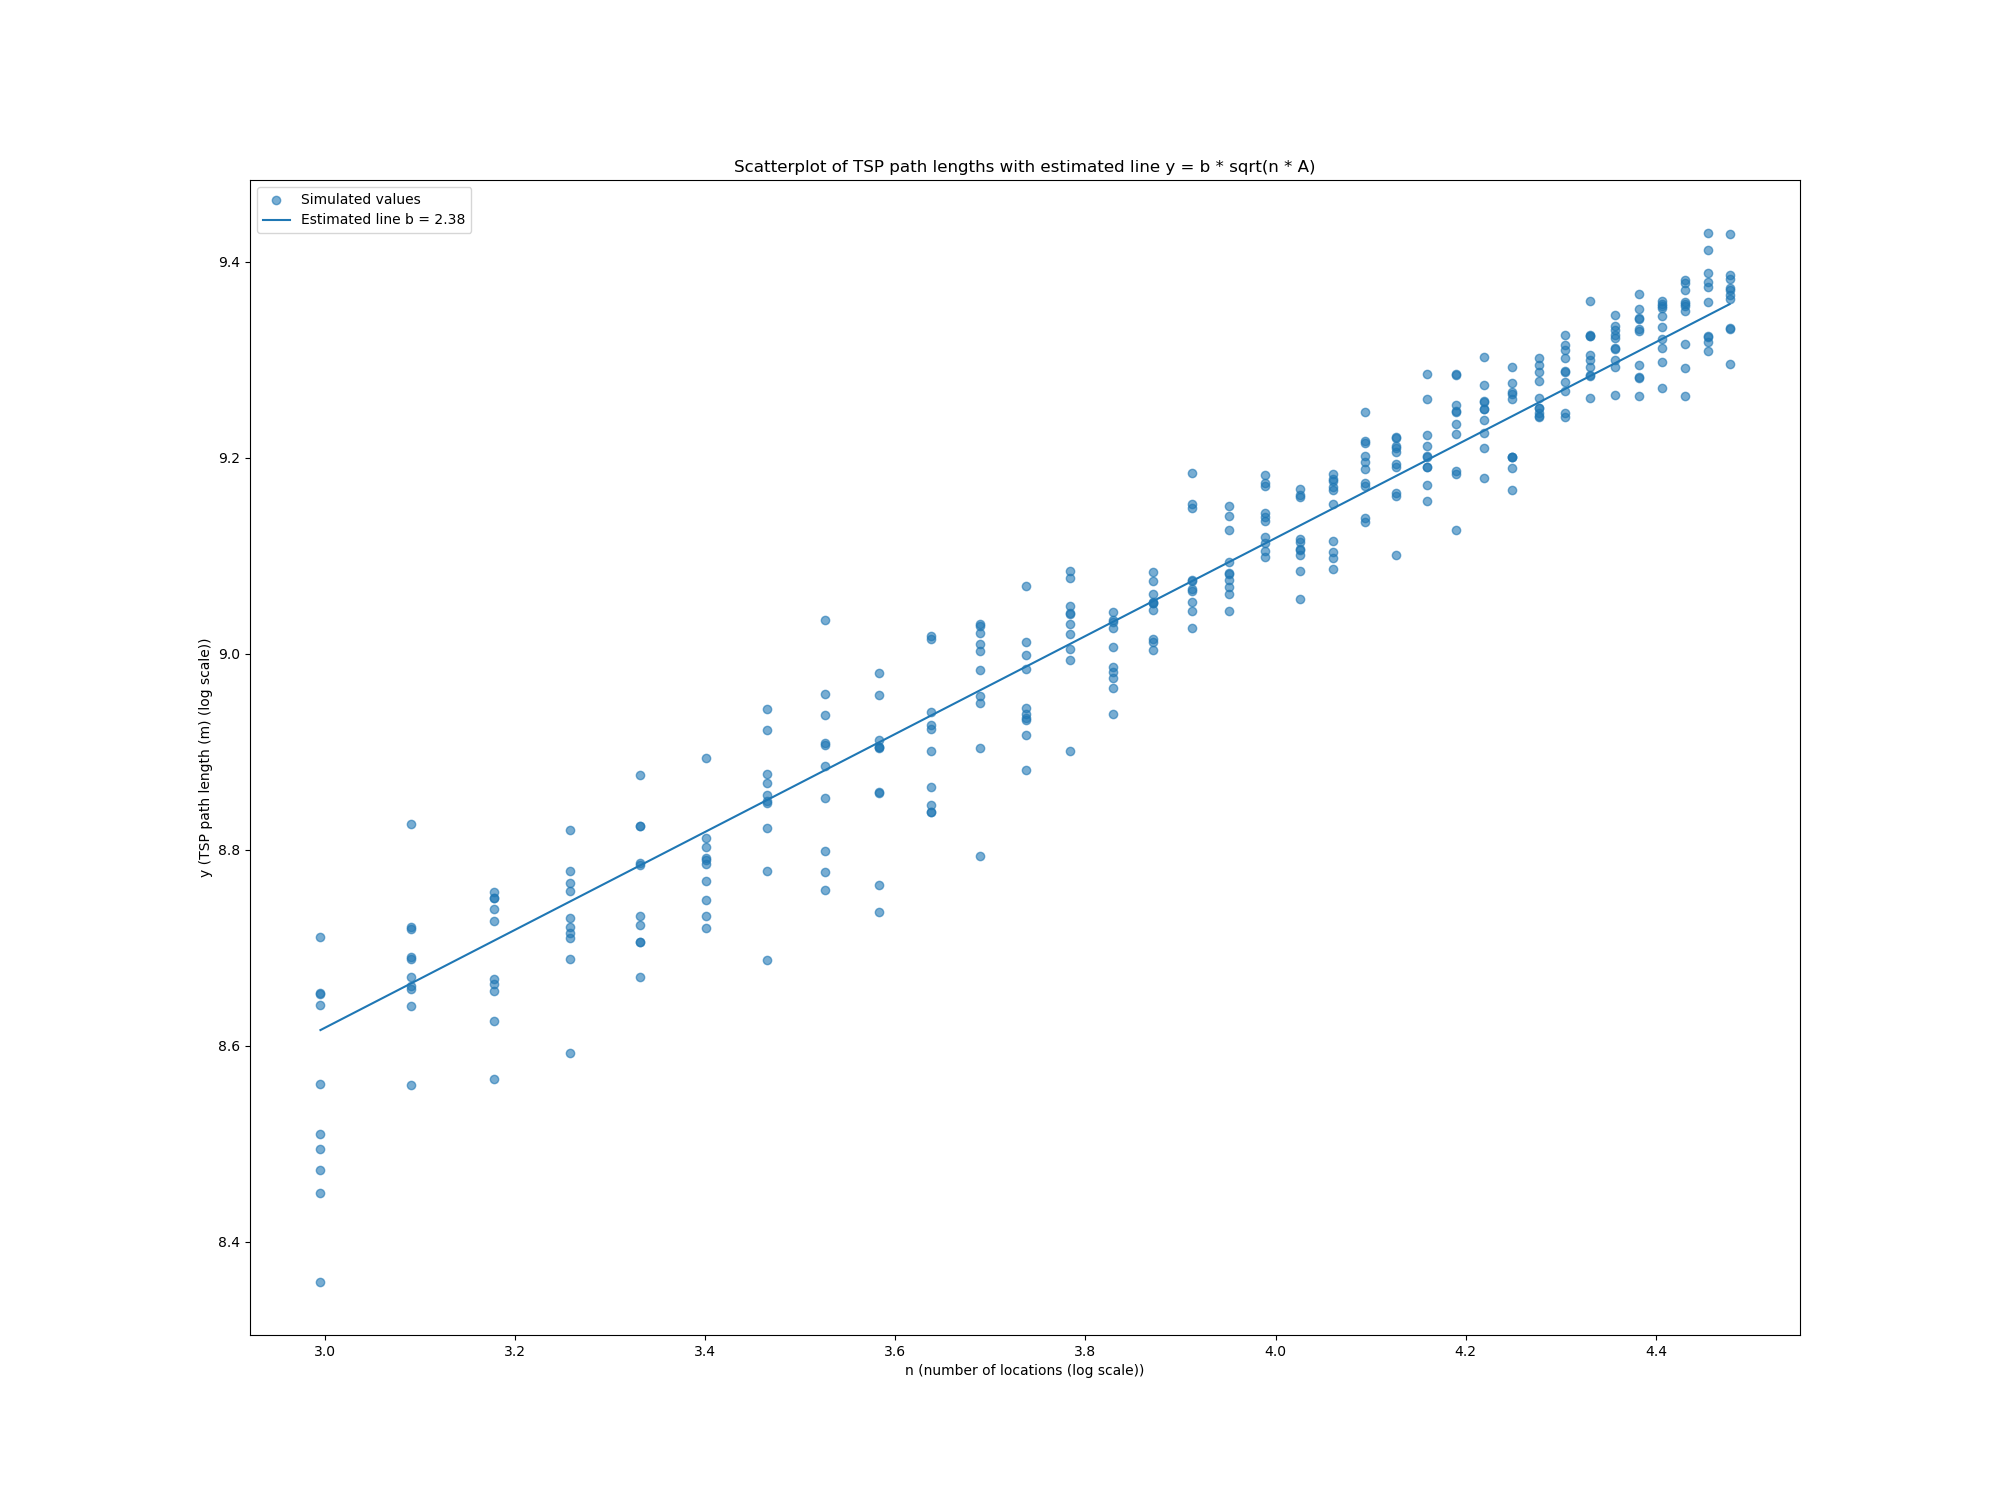 Scatterplot of TSP path lengths with estimated line y = b * sqrt(n * A)
Simulated values
Estimated line b = 2.38
y (TSP path length (m) (log scale))
9.4
9.2
9.0
8.8
8.6
8.4
3.0 3.2 3.4 3.6 3.8 4.0 4.2 4.4
n (number of locations (log scale))